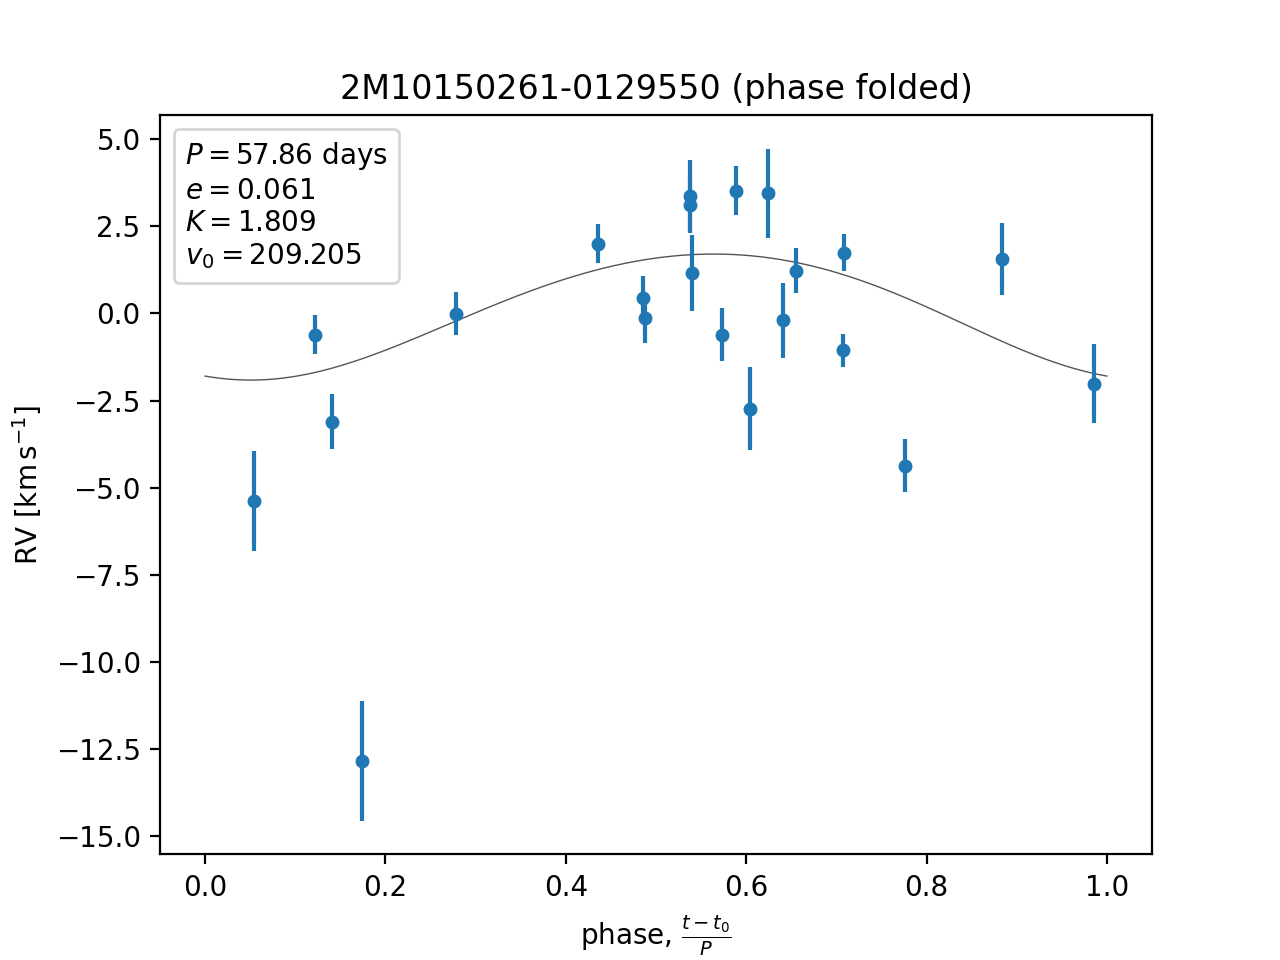 2M10150261-0129550 (phase folded)
P = 57.86 days
e = 0.061
K = 1.809
v₀ = 209.205
5.0
2.5
0.0
−2.5
−5.0
−7.5
−10.0
−12.5
−15.0
RV [km s⁻¹]
0.0 0.2 0.4 0.6 0.8 1.0
phase, (t − t₀)/P